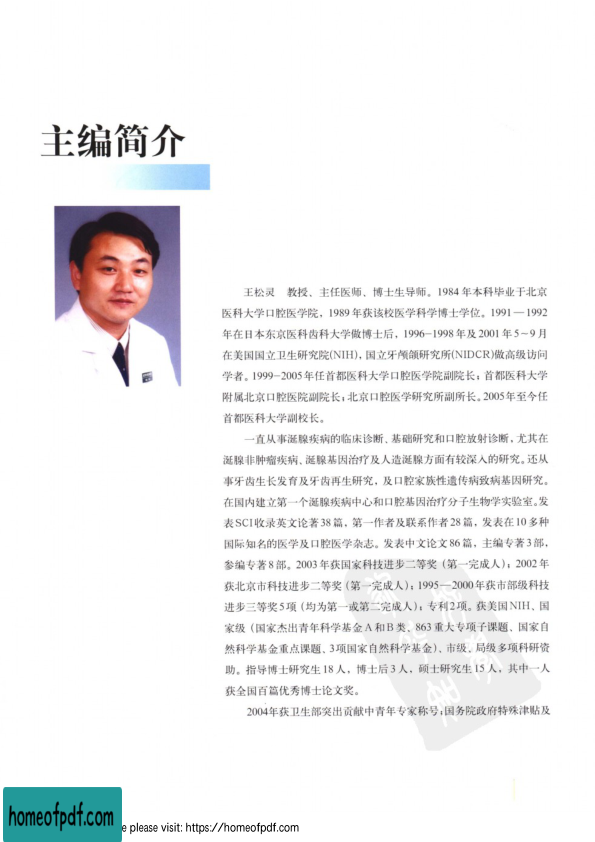 主编简介
王松灵 教授、主任医师、博士生导师。1984年本科毕业于北京
医科大学口腔医学院，1989年获该校医学科学博士学位。1991—1992
年在日本东京医科齿科大学做博士后，1996-1998年及2001年5~9月
在美国国立卫生研究院(NIH)，国立牙颅颌研究所(NIDCR)做高级访问
学者。1999-2005年任首都医科大学口腔医学院副院长；首都医科大学
附属北京口腔医院副院长；北京口腔医学研究所副所长。2005年至今任
首都医科大学副校长。
一直从事涎腺疾病的临床诊断、基础研究和口腔放射诊断，尤其在
涎腺非肿瘤疾病、涎腺基因治疗及人造涎腺方面有较深入的研究。还从
事牙齿生长发育及牙齿再生研究，及口腔家族性遗传病致病基因研究。
在国内建立第一个涎腺疾病中心和口腔基因治疗分子生物学实验室。发
表SCI收录英文论著38篇，第一作者及联系作者28篇，发表在10多种
国际知名的医学及口腔医学杂志。发表中文论文86篇，主编专著3部，
参编专著8部。2003年获国家科技进步二等奖（第一完成人）；2002年
获北京市科技进步二等奖（第一完成人）；1995—2000年获市部级科技
进步三等奖5项（均为第一或第二完成人）；专利2项。获美国NIH、国
家级（国家杰出青年科学基金A和B类、863重大专项子课题、国家自
然科学基金重点课题、3项国家自然科学基金）、市级、局级多项科研资
助。指导博士研究生18人，博士后3人，硕士研究生15人，其中一人
获全国百篇优秀博士论文奖。
2004年获卫生部突出贡献中青年专家称号；国务院政府特殊津贴及
homeofpdf.com
e please visit: https://homeofpdf.com